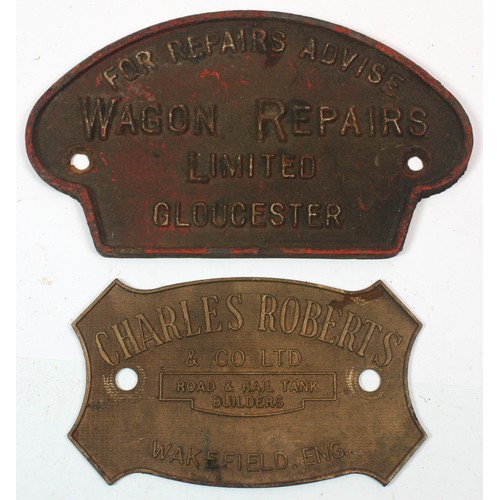 FOR REPAIRS ADVISE
WAGON REPAIRS
LIMITED
GLOUCESTER
CHARLES ROBERTS
& CO LTD.
ROAD & RAIL TANK
BUILDERS
WAKEFIELD, ENG.